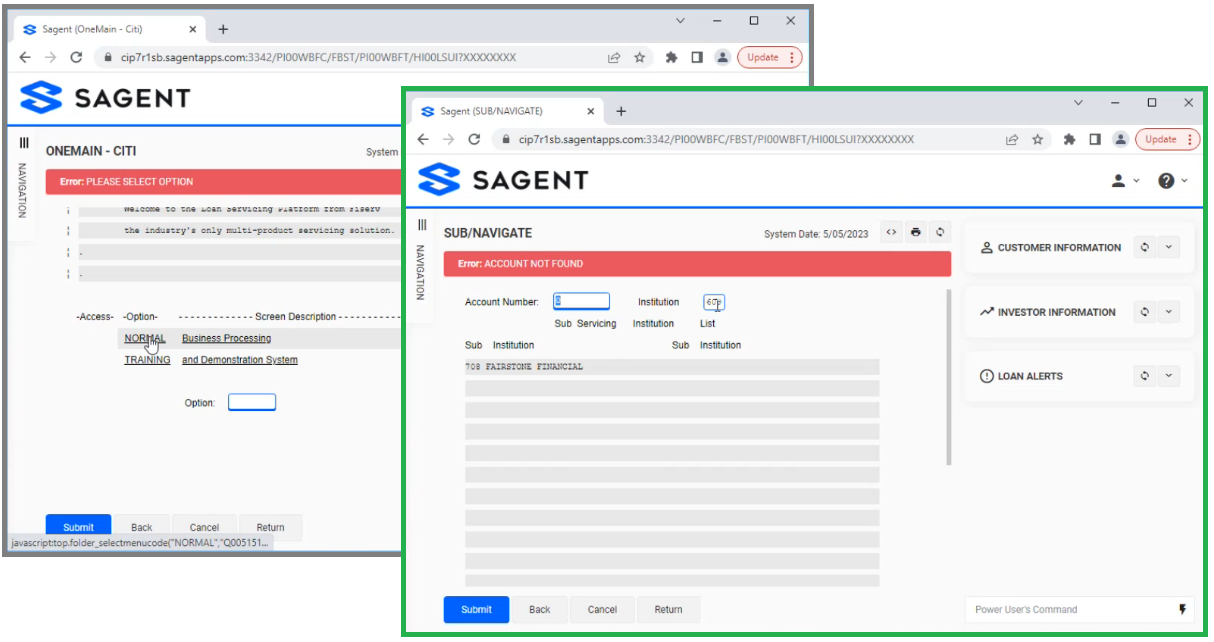 Sagent (OneMain - Citi)
cip7r1sb.sagentapps.com:3342/PI00WBFC/FBST/PI00WBFT/HI00LSUI?XXXXXXXX
Update
SAGENT
NAVIGATION
ONEMAIN - CITI
System
Error: PLEASE SELECT OPTION
¦ Welcome to the Loan Servicing Platform from Fiserv
¦ the industry's only multi-product servicing solution.
¦ .
¦ .
-Access- -Option- - - - - - - - - - - - - - Screen Description - - - - - - - - - - -
NORMAL Business Processing
TRAINING and Demonstration System
Option:
Submit Back Cancel Return
javascript:top.folder_selectmenucode("NORMAL","Q005151...
Sagent (SUB/NAVIGATE)
cip7r1sb.sagentapps.com:3342/PI00WBFC/FBST/PI00WBFT/HI00LSUI?XXXXXXXX
Update
SAGENT
NAVIGATION
SUB/NAVIGATE
System Date: 5/05/2023
Error: ACCOUNT NOT FOUND
Account Number: 0 Institution
Sub Servicing Institution List
Sub Institution Sub Institution
708 FAIRSTONE FINANCIAL
Submit Back Cancel Return
CUSTOMER INFORMATION
INVESTOR INFORMATION
LOAN ALERTS
Power User's Command